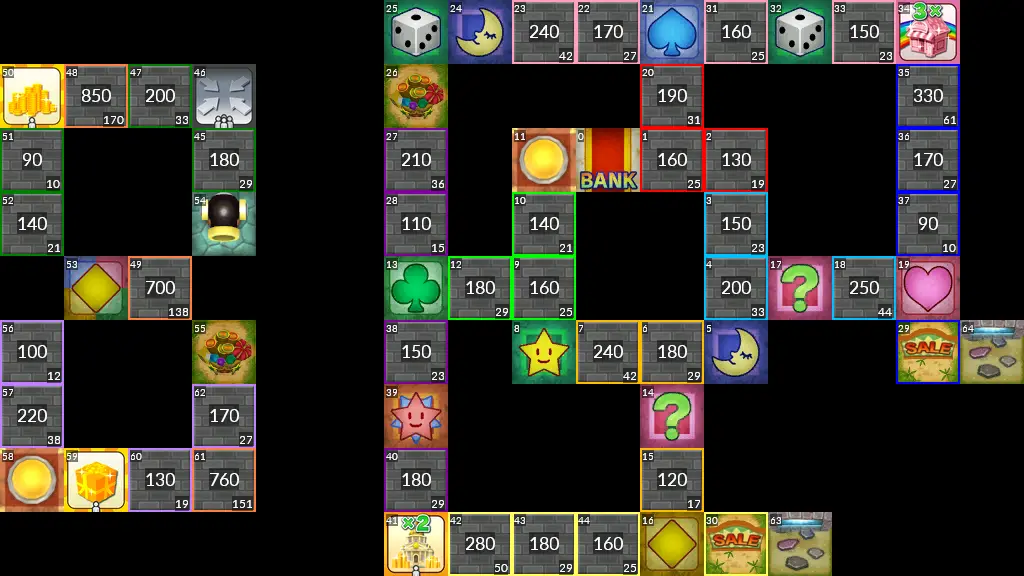 25 24 23 240 42 22 170 27 21 31 160 25 32 33 150 23 34 3×
50 48 850 170 47 200 33 46 26 20 190 31 35 330 61
51 90 10 45 180 29 27 210 36 11 0 BANK 1 160 25 2 130 19 36 170 27
52 140 21 54 28 110 15 10 140 21 3 150 23 37 90 10
53 49 700 138 13 12 180 29 9 160 25 4 200 33 17 ? 18 250 44 19
56 100 12 55 38 150 23 8 7 240 42 6 180 29 5 29 SALE 64
57 220 38 62 170 27 39 14 ?
58 59 60 130 19 61 760 151 40 180 29 15 120 17
41 ×2 42 280 50 43 180 29 44 160 25 16 30 SALE 63